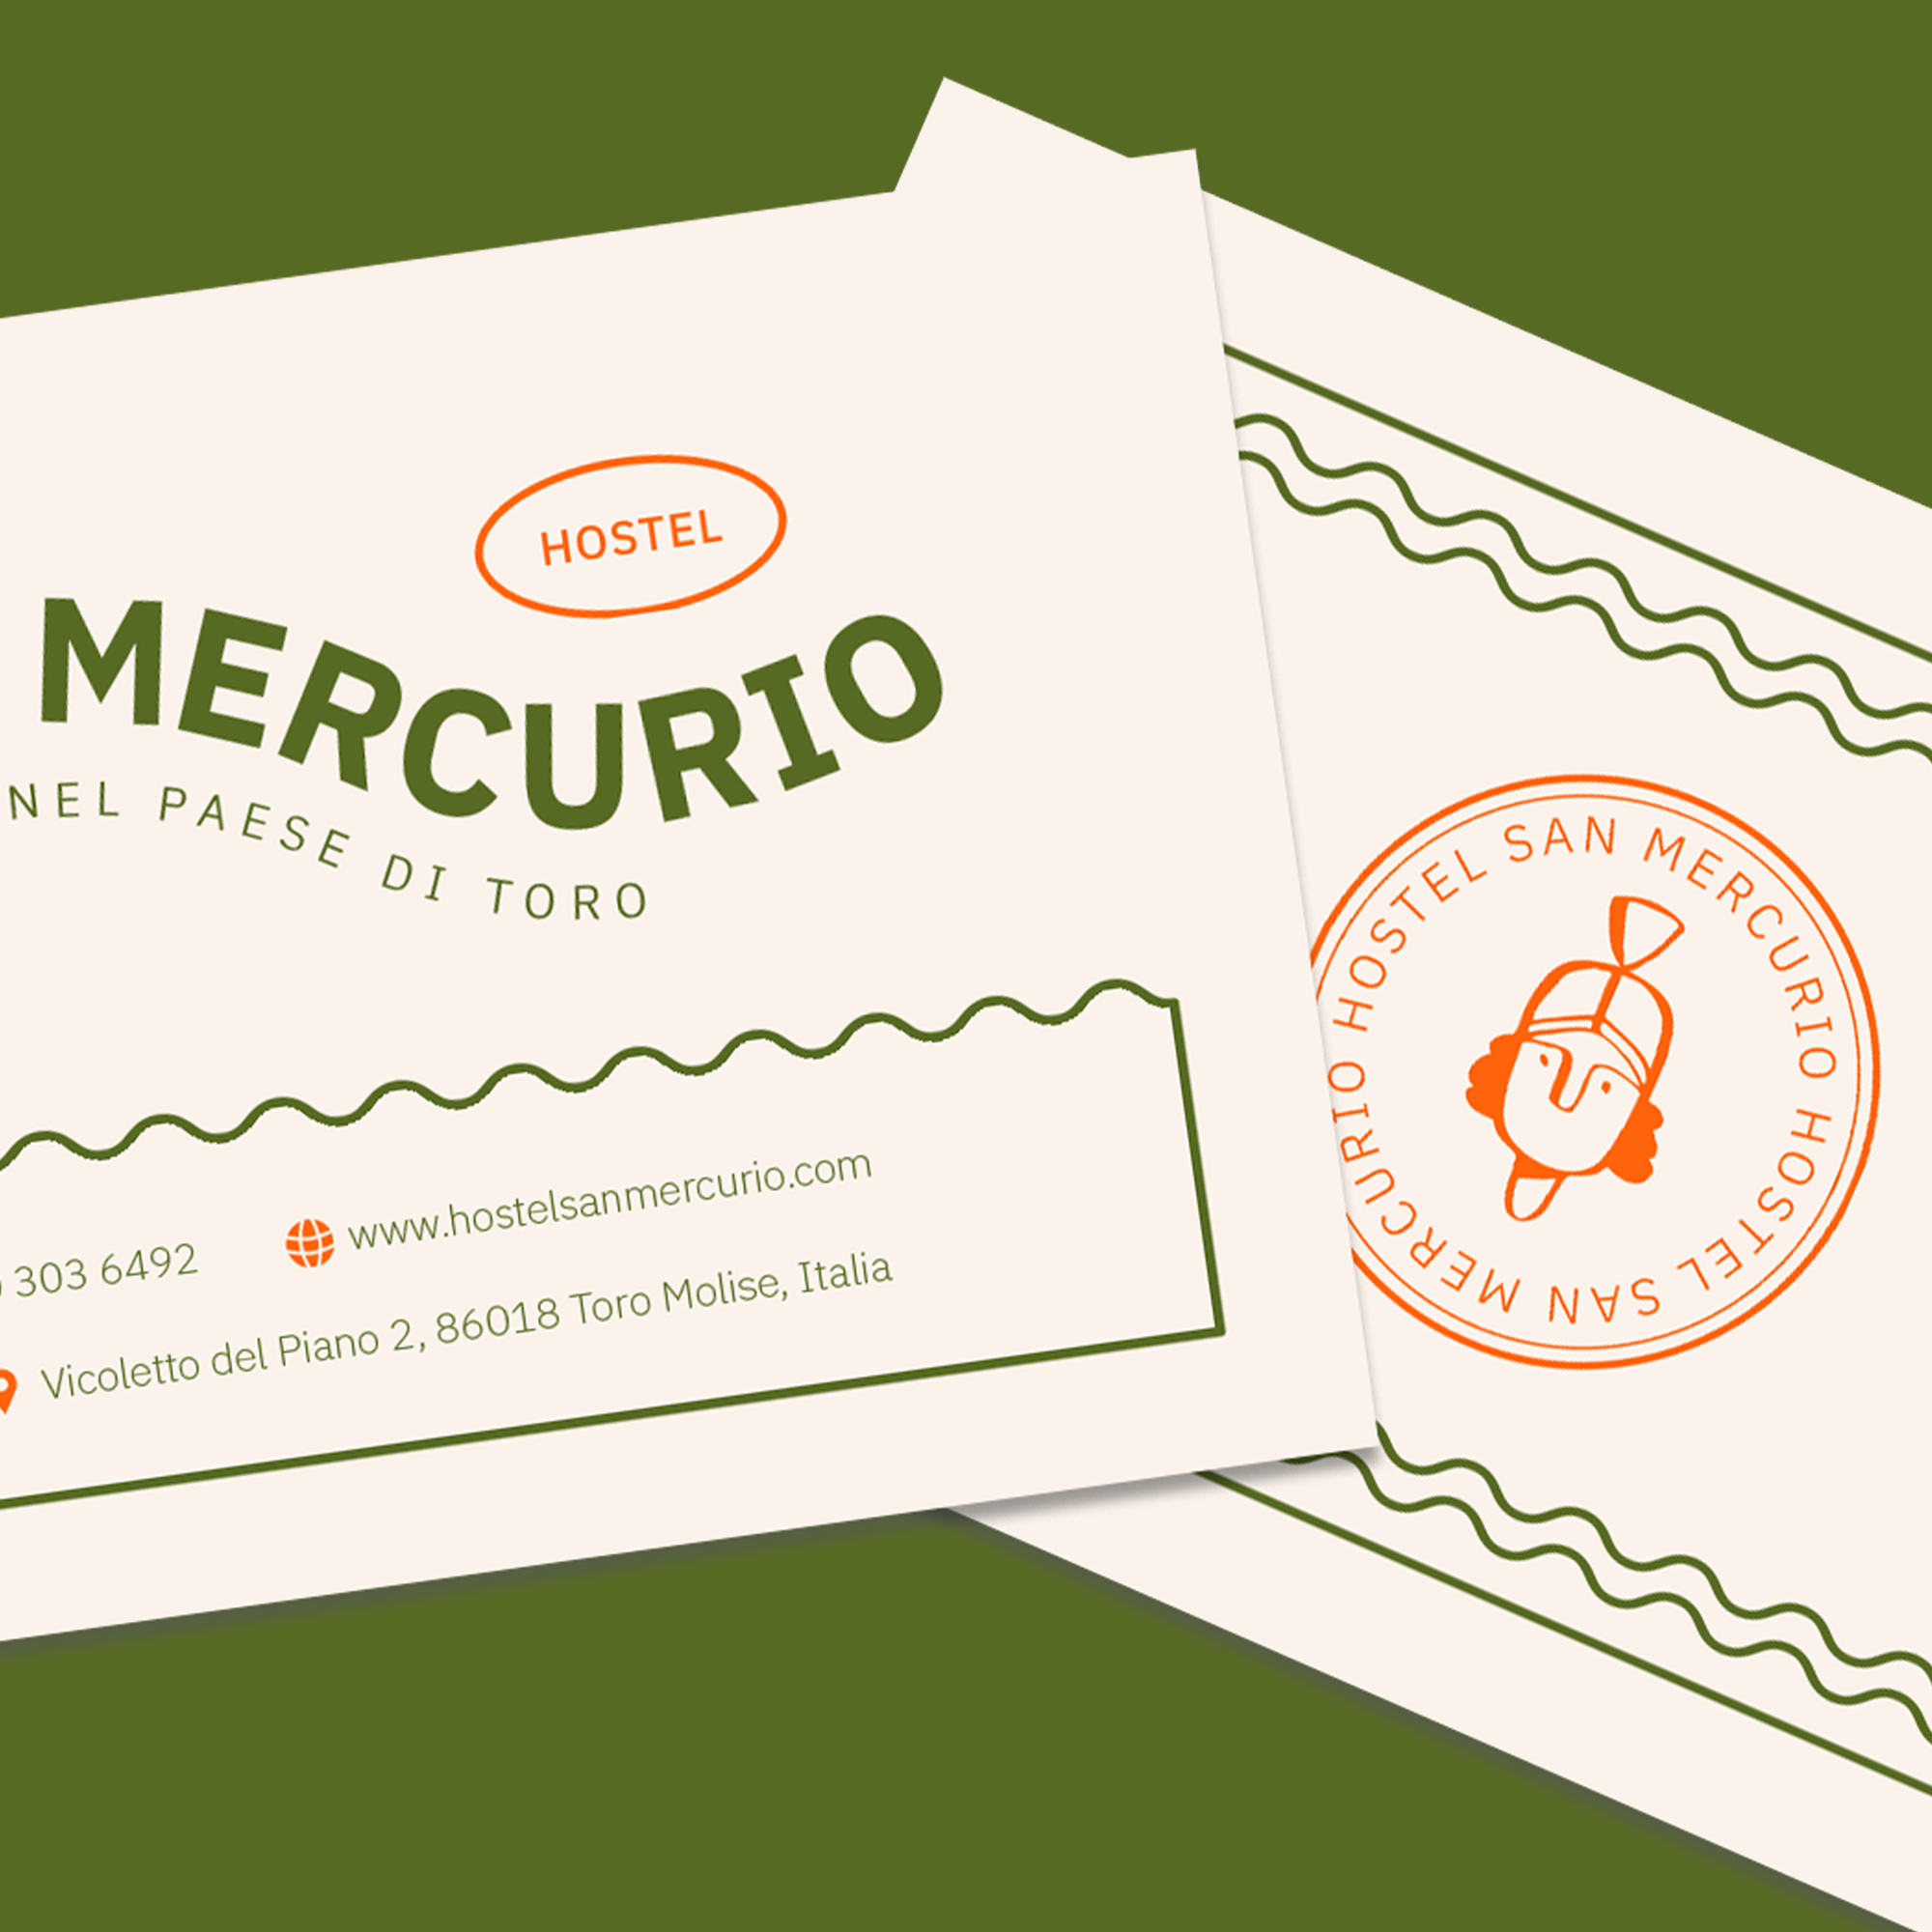 HOSTEL
MERCURIO
NEL PAESE DI TORO
303 6492
www.hostelsanmercurio.com
Vicoletto del Piano 2, 86018 Toro Molise, Italia
HOSTEL SAN MERCURIO HOSTEL SAN MERCURIO